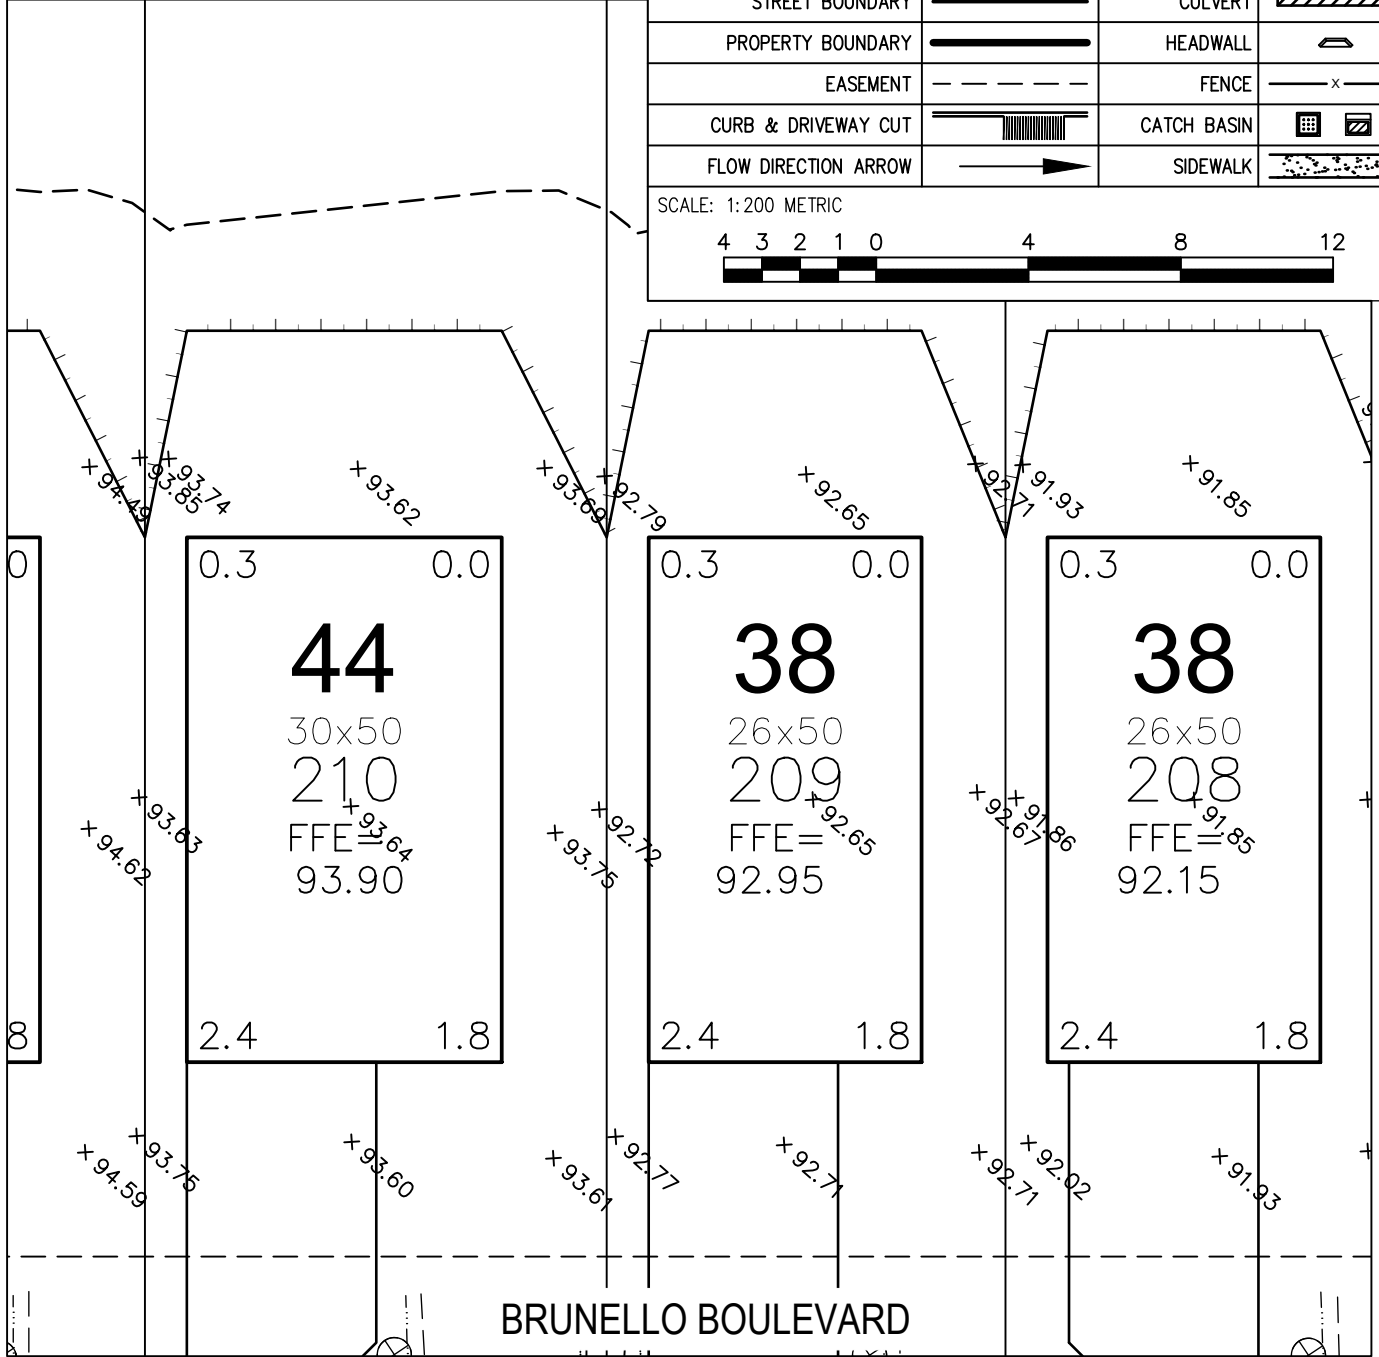 STREET BOUNDARY CULVERT
PROPERTY BOUNDARY HEADWALL
EASEMENT FENCE x
CURB & DRIVEWAY CUT CATCH BASIN
FLOW DIRECTION ARROW SIDEWALK
SCALE: 1:200 METRIC
4 3 2 1 0 4 8 12
94.49 93.85 93.74 93.62 93.69 92.79 92.65 92.71 91.93 91.85
0 0.3 0.0 0.3 0.0 0.3 0.0
44 38 38
30x50 26x50 26x50
210 209 208
94.62 93.63 93.64 93.75 92.72 92.65 92.67 91.86 91.85
FFE= FFE= FFE=
93.90 92.95 92.15
8 2.4 1.8 2.4 1.8 2.4 1.8
94.59 93.75 93.60 93.61 92.77 92.71 92.71 92.02 91.93
BRUNELLO BOULEVARD